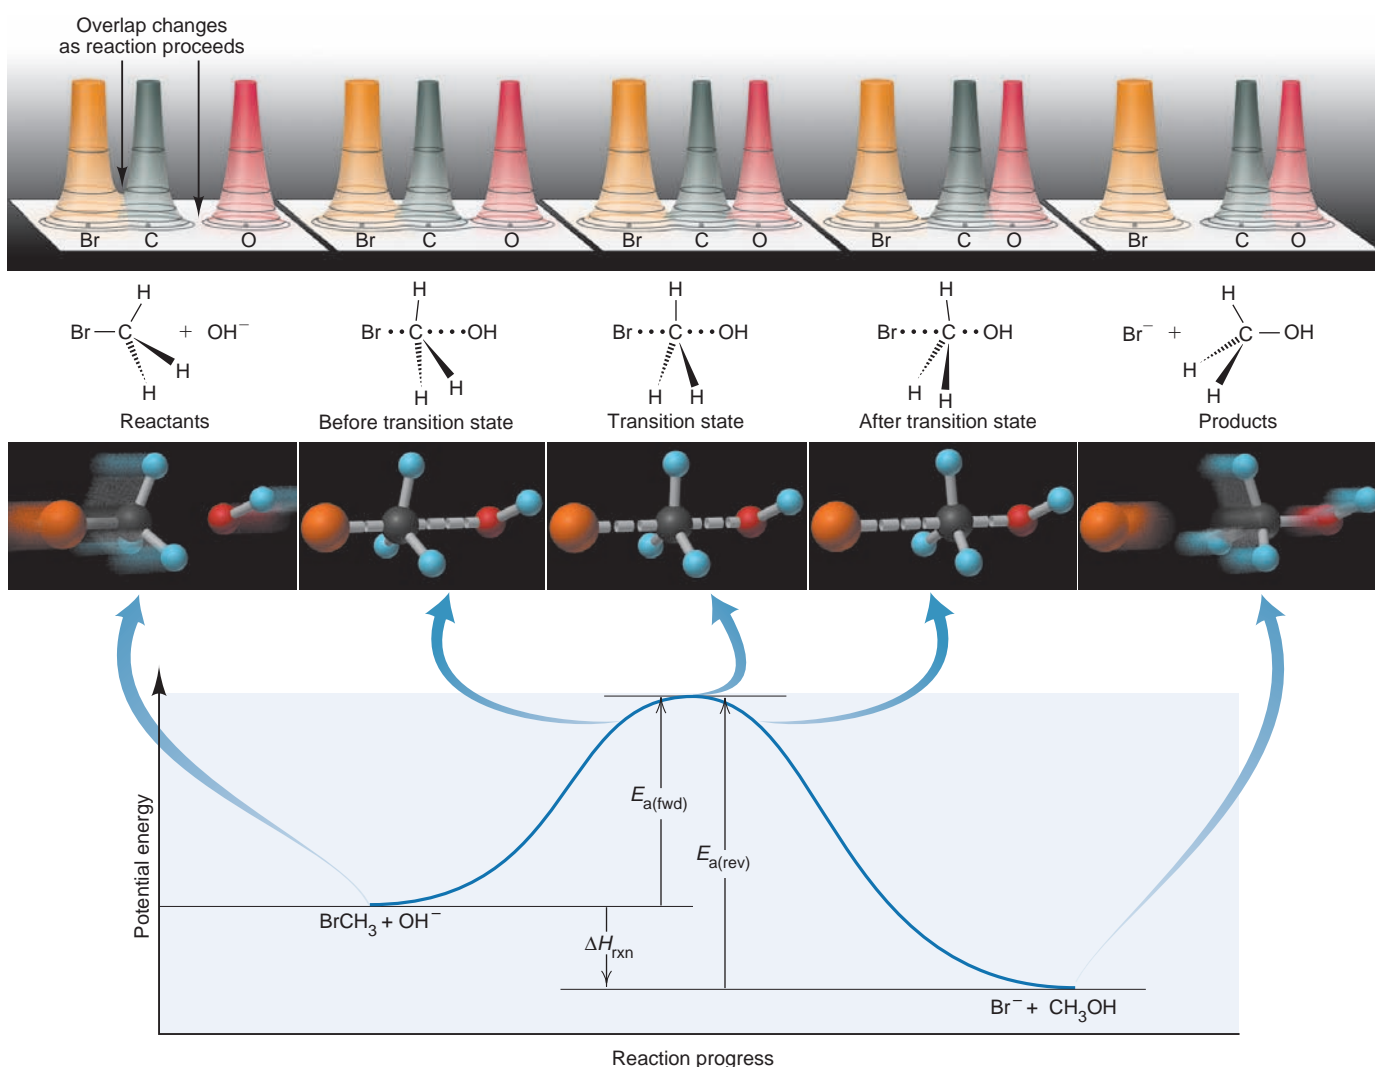 Overlap changes
as reaction proceeds
Br C O Br C O Br C O Br C O Br C O
H H H H H
Br C + OH⁻ Br C OH Br C OH Br C OH Br⁻ + C OH
H H H H H
H H H H H
Reactants Before transition state Transition state After transition state Products
Potential energy
Eₐ(fwd)
Eₐ(rev)
BrCH₃ + OH⁻
ΔHrxn
Br⁻ + CH₃OH
Reaction progress